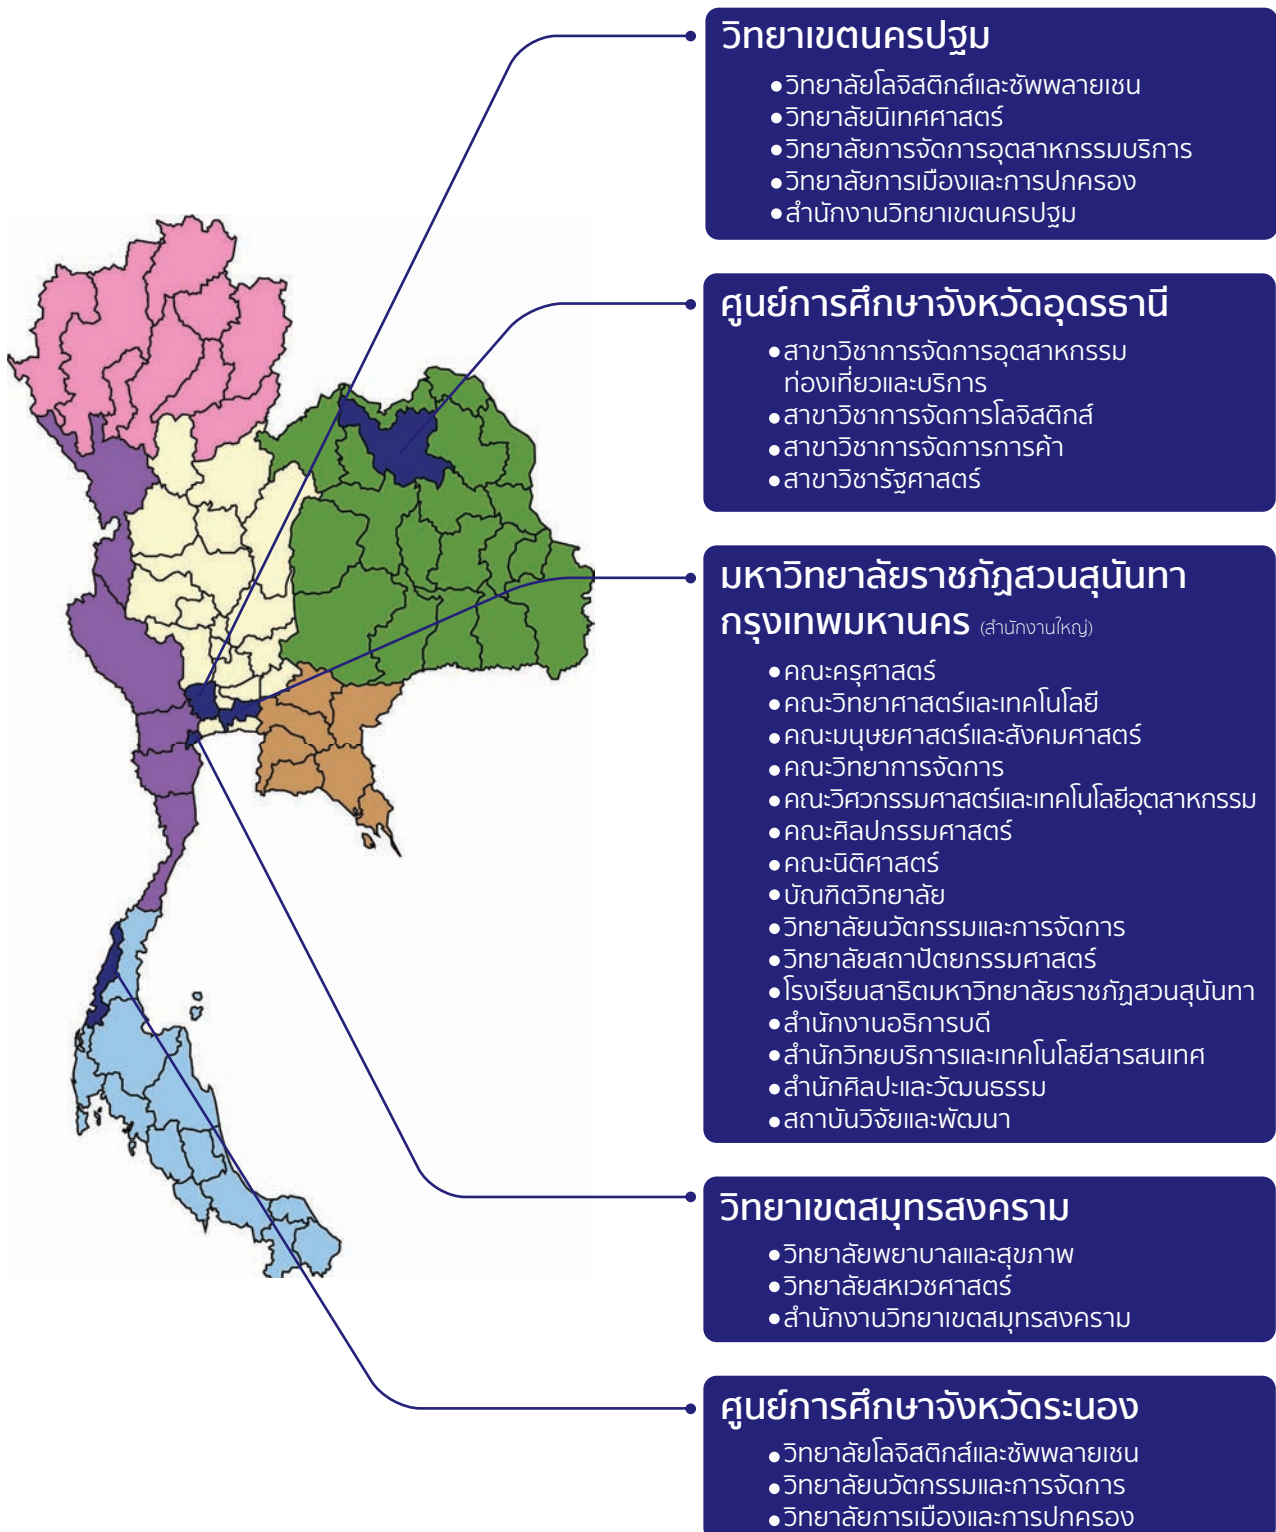 วิทยาเขตนครปฐม
•วิทยาลัยโลจิสติกส์และซัพพลายเชน
•วิทยาลัยนิเทศศาสตร์
•วิทยาลัยการจัดการอุตสาหกรรมบริการ
•วิทยาลัยการเมืองและการปกครอง
•สำนักงานวิทยาเขตนครปฐม
ศูนย์การศึกษาจังหวัดอุดรธานี
•สาขาวิชาการจัดการอุตสาหกรรม
ท่องเที่ยวและบริการ
•สาขาวิชาการจัดการโลจิสติกส์
•สาขาวิชาการจัดการการค้า
•สาขาวิชารัฐศาสตร์
มหาวิทยาลัยราชภัฏสวนสุนันทา
กรุงเทพมหานคร (สำนักงานใหญ่)
•คณะครุศาสตร์
•คณะวิทยาศาสตร์และเทคโนโลยี
•คณะมนุษยศาสตร์และสังคมศาสตร์
•คณะวิทยาการจัดการ
•คณะวิศวกรรมศาสตร์และเทคโนโลยีอุตสาหกรรม
•คณะศิลปกรรมศาสตร์
•คณะนิติศาสตร์
•บัณฑิตวิทยาลัย
•วิทยาลัยนวัตกรรมและการจัดการ
•วิทยาลัยสถาปัตยกรรมศาสตร์
•โรงเรียนสาธิตมหาวิทยาลัยราชภัฏสวนสุนันทา
•สำนักงานอธิการบดี
•สำนักวิทยบริการและเทคโนโลยีสารสนเทศ
•สำนักศิลปะและวัฒนธรรม
•สถาบันวิจัยและพัฒนา
วิทยาเขตสมุทรสงคราม
•วิทยาลัยพยาบาลและสุขภาพ
•วิทยาลัยสหเวชศาสตร์
•สำนักงานวิทยาเขตสมุทรสงคราม
ศูนย์การศึกษาจังหวัดระนอง
•วิทยาลัยโลจิสติกส์และซัพพลายเชน
•วิทยาลัยนวัตกรรมและการจัดการ
•วิทยาลัยการเมืองและการปกครอง